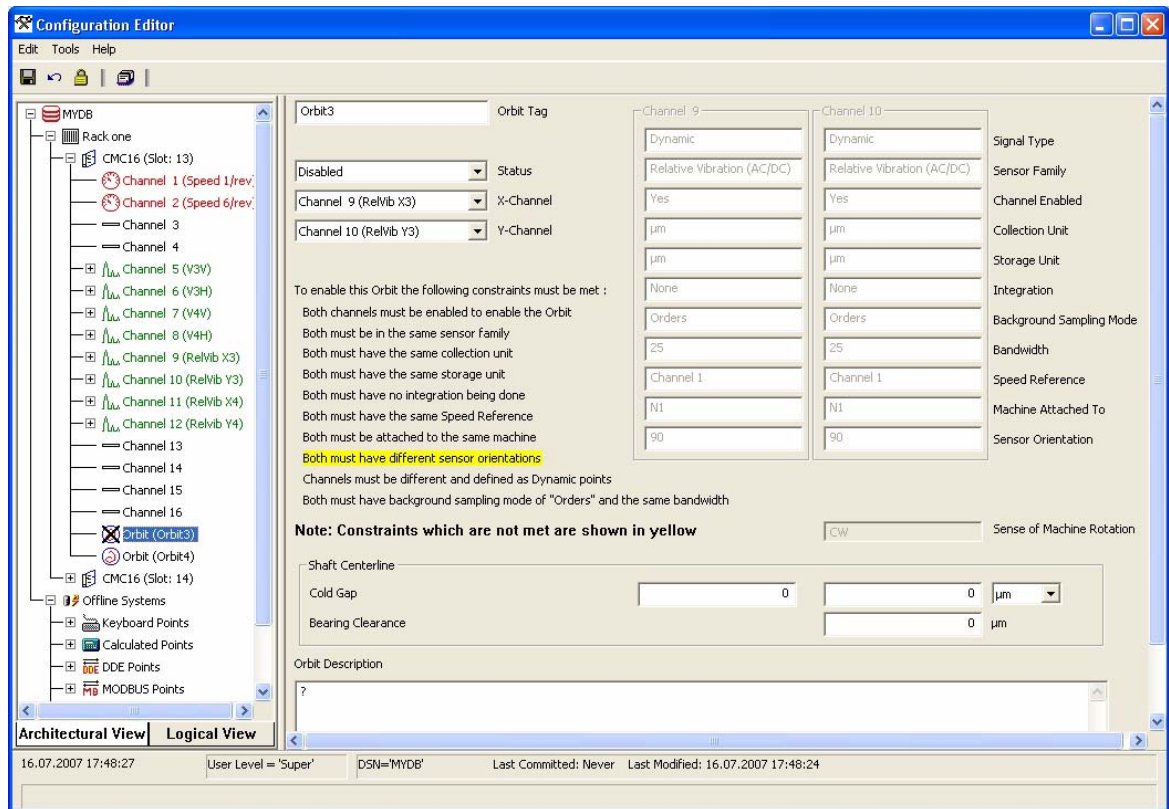 Configuration Editor
Edit Tools Help
MYDB
Rack one
CMC16 (Slot: 13)
Channel 1 (Speed 1/rev)
Channel 2 (Speed 6/rev)
Channel 3
Channel 4
Channel 5 (V3V)
Channel 6 (V3H)
Channel 7 (V4V)
Channel 8 (V4H)
Channel 9 (RelVib X3)
Channel 10 (RelVib Y3)
Channel 11 (RelVib X4)
Channel 12 (Relvib Y4)
Channel 13
Channel 14
Channel 15
Channel 16
Orbit (Orbit3)
Orbit (Orbit4)
CMC16 (Slot: 14)
Offline Systems
Keyboard Points
Calculated Points
DDE DDE Points
MB MODBUS Points
Architectural View Logical View
Orbit3 Orbit Tag
Disabled Status
Channel 9 (RelVib X3) X-Channel
Channel 10 (RelVib Y3) Y-Channel
Channel 9 Channel 10
Dynamic Dynamic Signal Type
Relative Vibration (AC/DC) Relative Vibration (AC/DC) Sensor Family
Yes Yes Channel Enabled
µm µm Collection Unit
µm µm Storage Unit
None None Integration
Orders Orders Background Sampling Mode
25 25 Bandwidth
Channel 1 Channel 1 Speed Reference
N1 N1 Machine Attached To
90 90 Sensor Orientation
To enable this Orbit the following constraints must be met :
Both channels must be enabled to enable the Orbit
Both must be in the same sensor family
Both must have the same collection unit
Both must have the same storage unit
Both must have no integration being done
Both must have the same Speed Reference
Both must be attached to the same machine
Both must have different sensor orientations
Channels must be different and defined as Dynamic points
Both must have background sampling mode of "Orders" and the same bandwidth
Note: Constraints which are not met are shown in yellow
CW Sense of Machine Rotation
Shaft Centerline
Cold Gap 0 0 µm
Bearing Clearance 0 µm
Orbit Description
?
16.07.2007 17:48:27 User Level = 'Super' DSN='MYDB' Last Committed: Never Last Modified: 16.07.2007 17:48:24